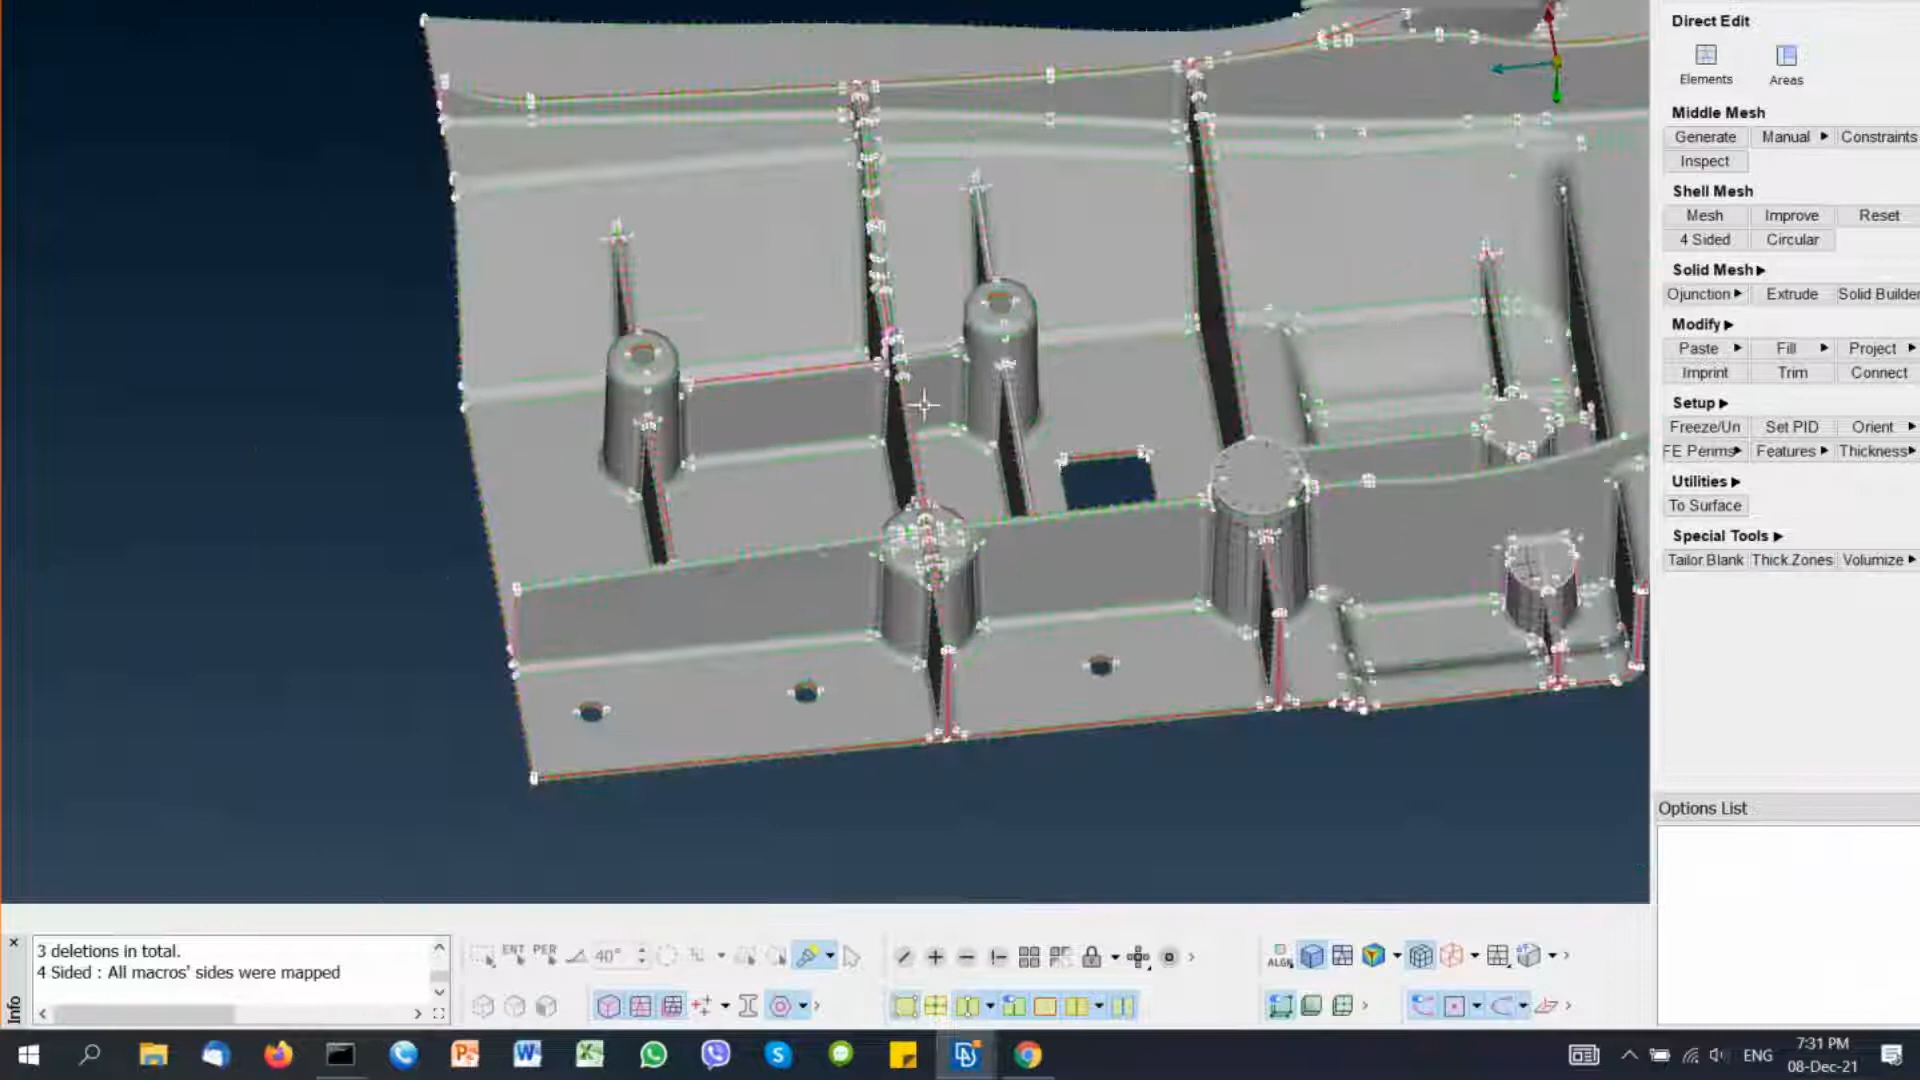 Direct Edit
Elements Areas
Middle Mesh
Generate Manual Constraints
Inspect
Shell Mesh
Mesh Improve Reset
4 Sided Circular
Solid Mesh
Ojunction Extrude Solid Builder
Modify
Paste Fill Project
Imprint Trim Connect
Setup
Freeze/Un Set PID Orient
FE Perims Features Thickness
Utilities
To Surface
Special Tools
Tailor Blank Thick.Zones Volumize
Options List
3 deletions in total.
4 Sided : All macros' sides were mapped
Info
ENT PER 40°
ALGR
7:31 PM
ENG
08-Dec-21